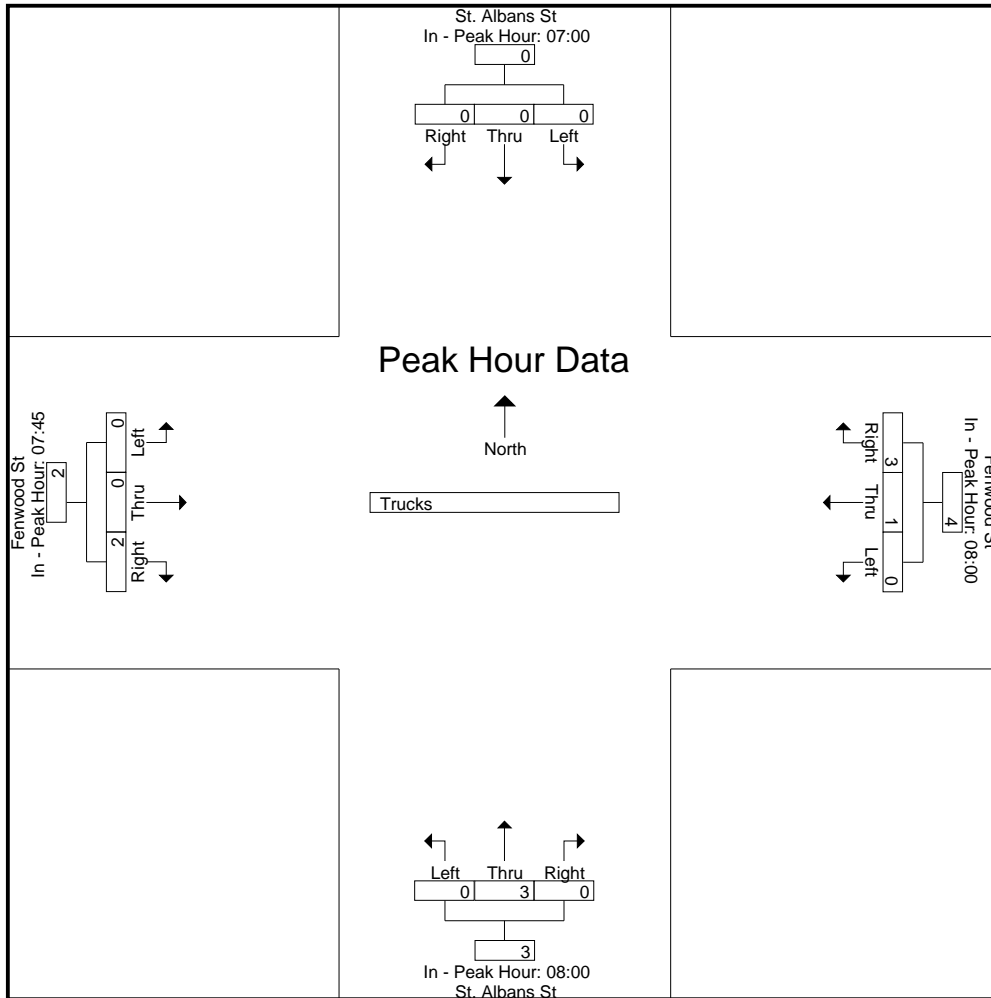 St. Albans St
In - Peak Hour: 07:00
0
0 0 0
Right Thru Left
Peak Hour Data
North
Trucks
Fenwood St
In - Peak Hour: 07:45
2
0 0 2
Left Thru Right
Fenwood St
In - Peak Hour: 08:00
4
3 1 0
Right Thru Left
Left Thru Right
0 3 0
3
In - Peak Hour: 08:00
St. Albans St